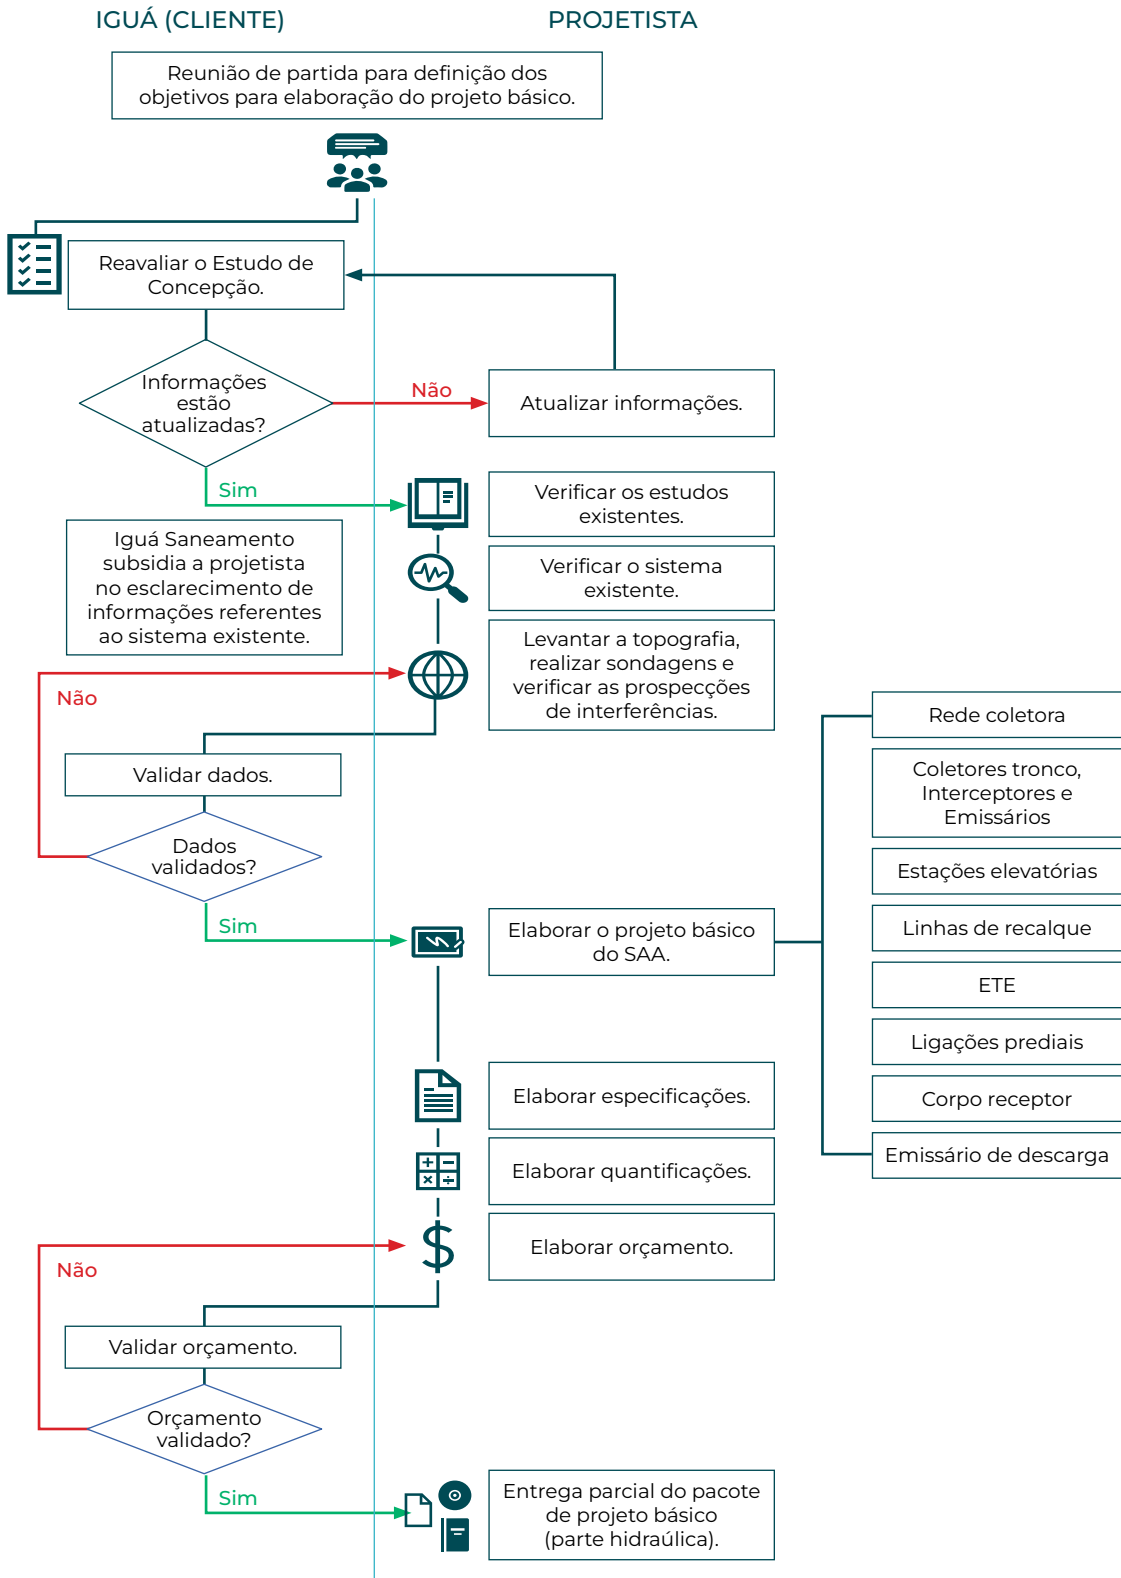 IGUÁ (CLIENTE)
PROJETISTA
Reunião de partida para definição dos
objetivos para elaboração do projeto básico.
Reavaliar o Estudo de
Concepção.
Informações
estão
atualizadas?
Não
Atualizar informações.
Sim
Verificar os estudos
existentes.
Iguá Saneamento
subsidia a projetista
no esclarecimento de
informações referentes
ao sistema existente.
Verificar o sistema
existente.
Levantar a topografia,
realizar sondagens e
verificar as prospecções
de interferências.
Não
Validar dados.
Dados
validados?
Sim
Elaborar o projeto básico
do SAA.
Rede coletora
Coletores tronco,
Interceptores e
Emissários
Estações elevatórias
Linhas de recalque
ETE
Ligações prediais
Corpo receptor
Emissário de descarga
Elaborar especificações.
Elaborar quantificações.
Elaborar orçamento.
Não
Validar orçamento.
Orçamento
validado?
Sim
Entrega parcial do pacote
de projeto básico
(parte hidraúlica).